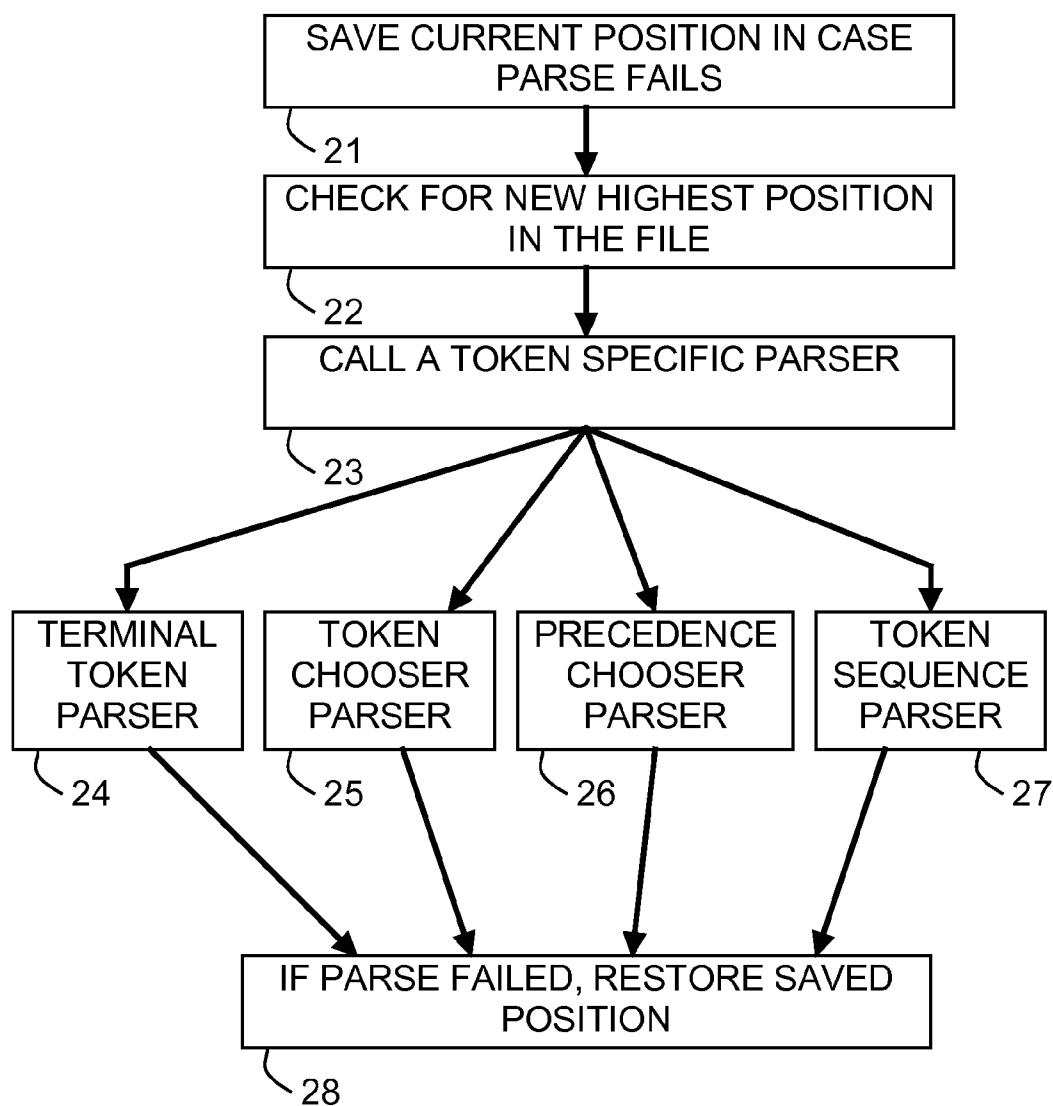 SAVE CURRENT POSITION IN CASE
PARSE FAILS
21
CHECK FOR NEW HIGHEST POSITION
IN THE FILE
22
CALL A TOKEN SPECIFIC PARSER
23
TERMINAL
TOKEN
PARSER
24
TOKEN
CHOOSER
PARSER
25
PRECEDENCE
CHOOSER
PARSER
26
TOKEN
SEQUENCE
PARSER
27
IF PARSE FAILED, RESTORE SAVED
POSITION
28